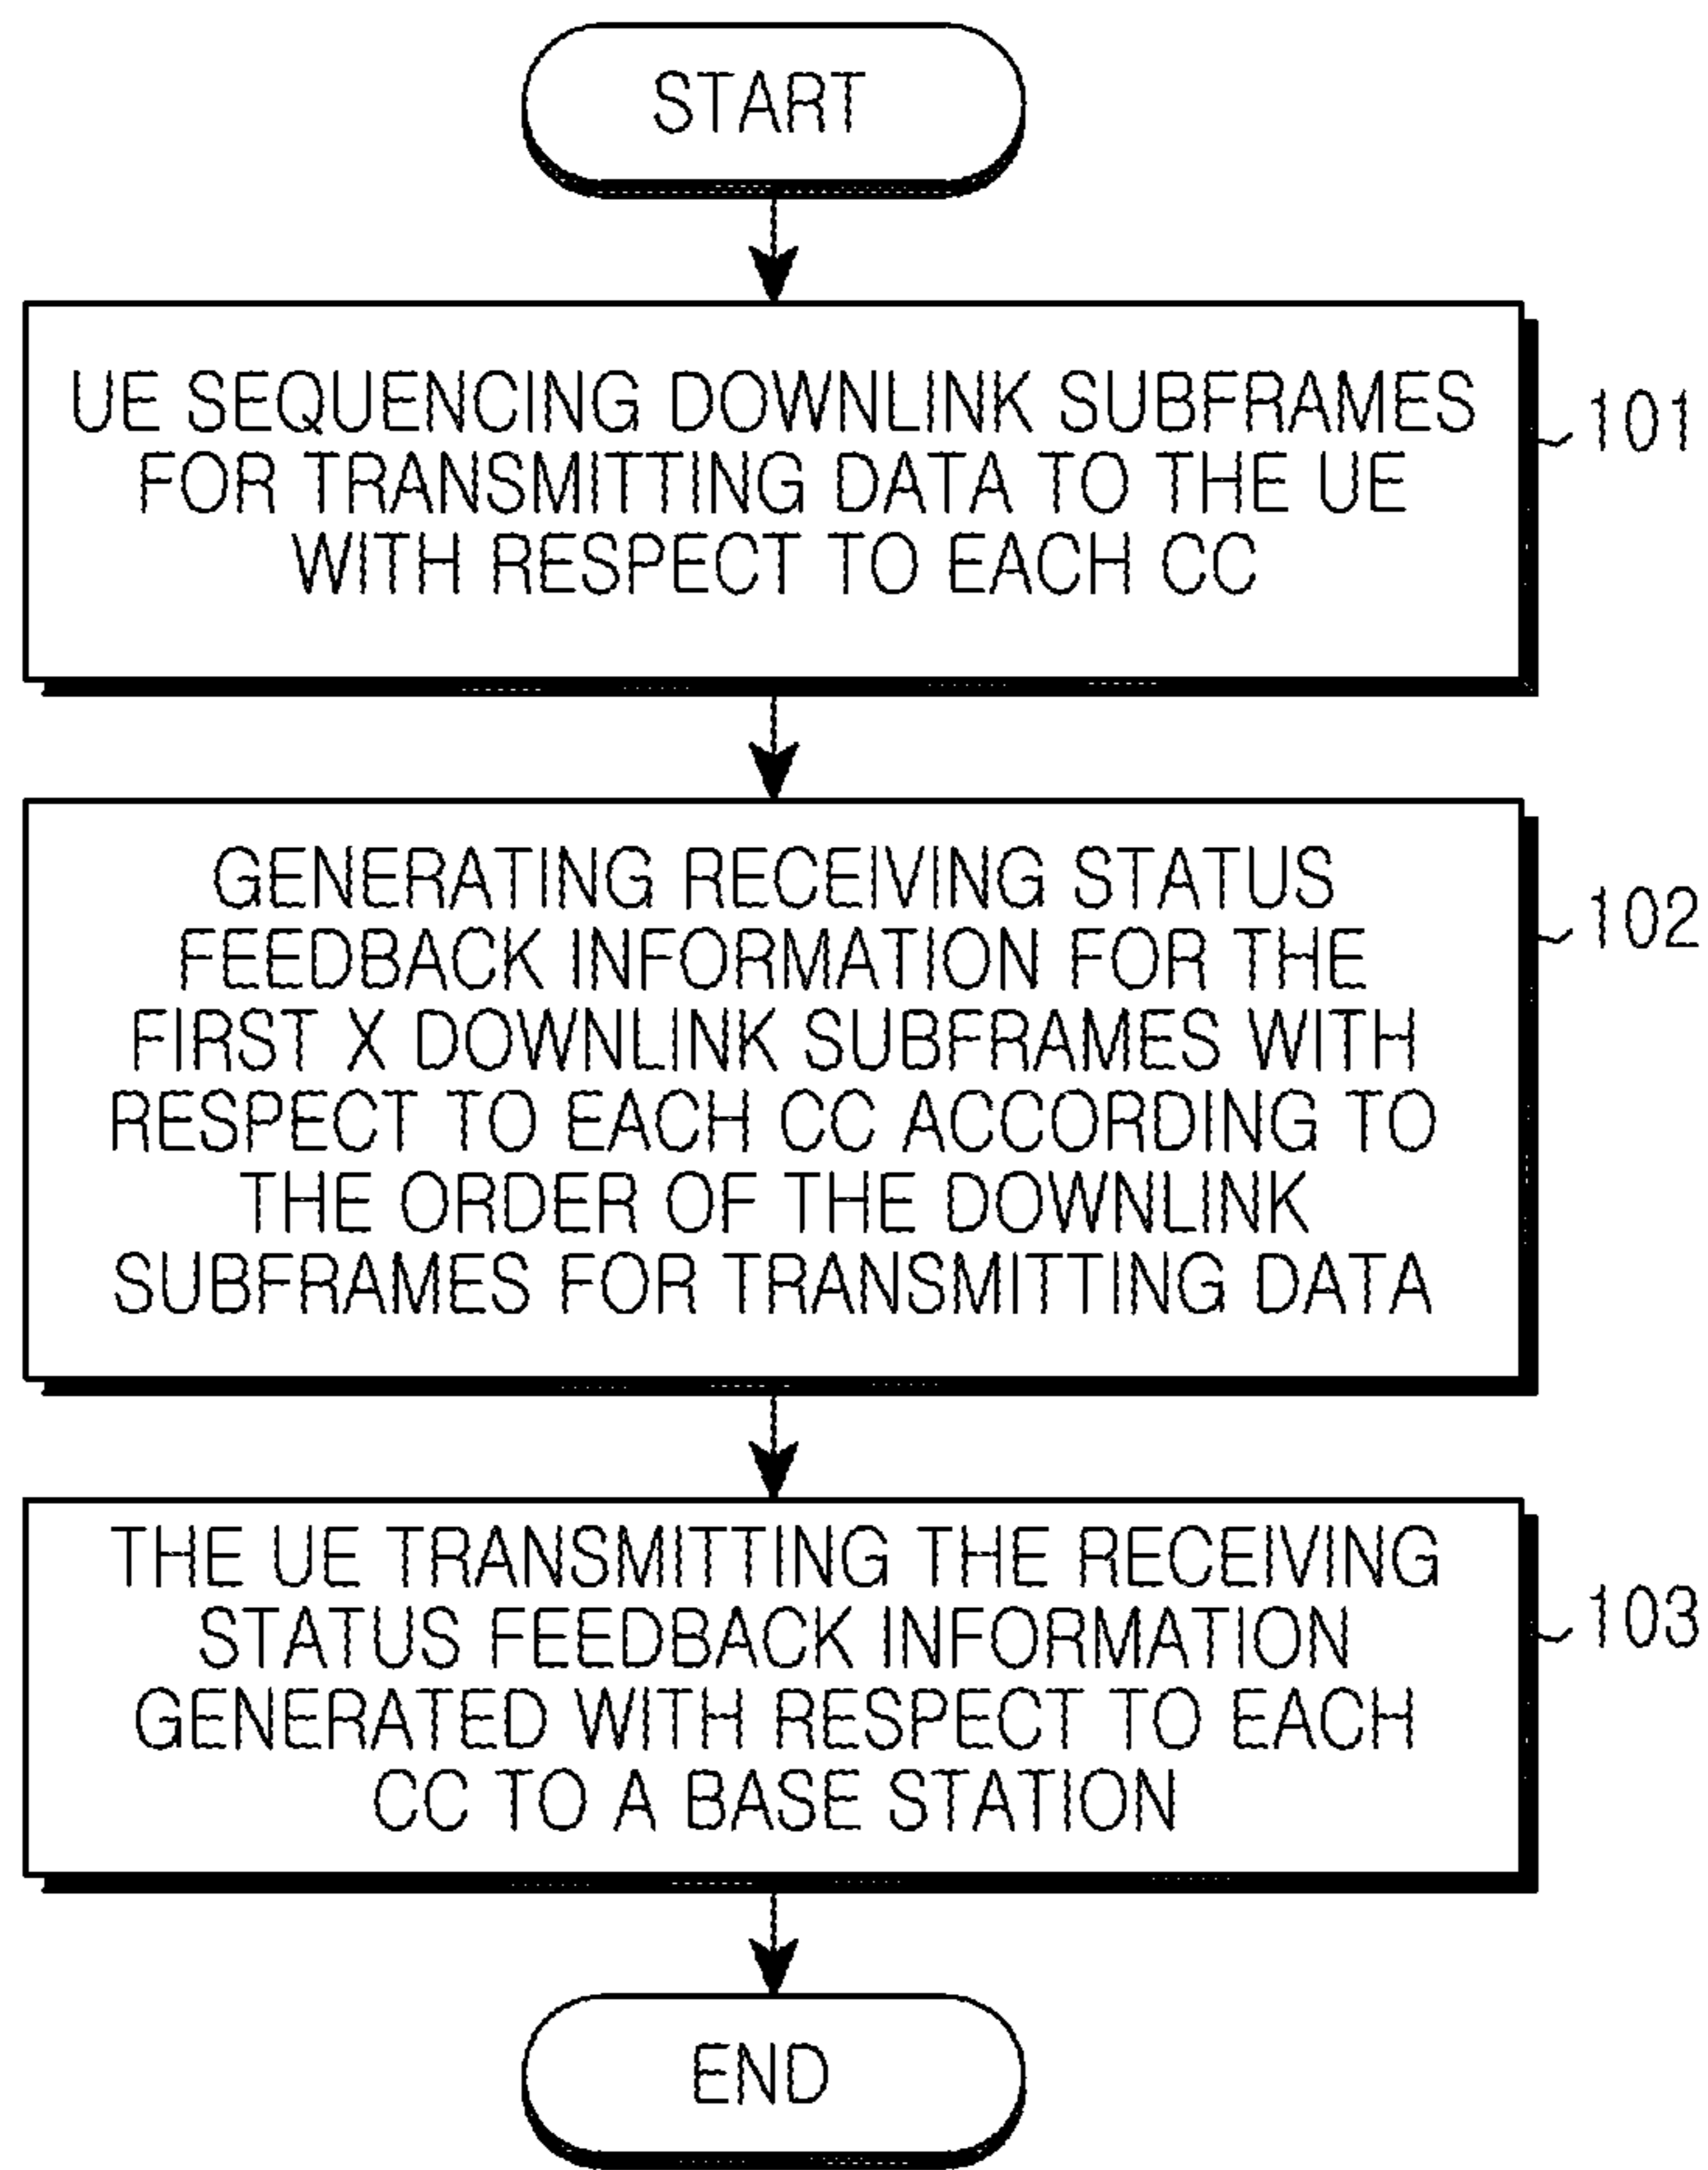 START
UE SEQUENCING DOWNLINK SUBFRAMES
FOR TRANSMITTING DATA TO THE UE
WITH RESPECT TO EACH CC
101
GENERATING RECEIVING STATUS
FEEDBACK INFORMATION FOR THE
FIRST X DOWNLINK SUBFRAMES WITH
RESPECT TO EACH CC ACCORDING TO
THE ORDER OF THE DOWNLINK
SUBFRAMES FOR TRANSMITTING DATA
102
THE UE TRANSMITTING THE RECEIVING
STATUS FEEDBACK INFORMATION
GENERATED WITH RESPECT TO EACH
CC TO A BASE STATION
103
END